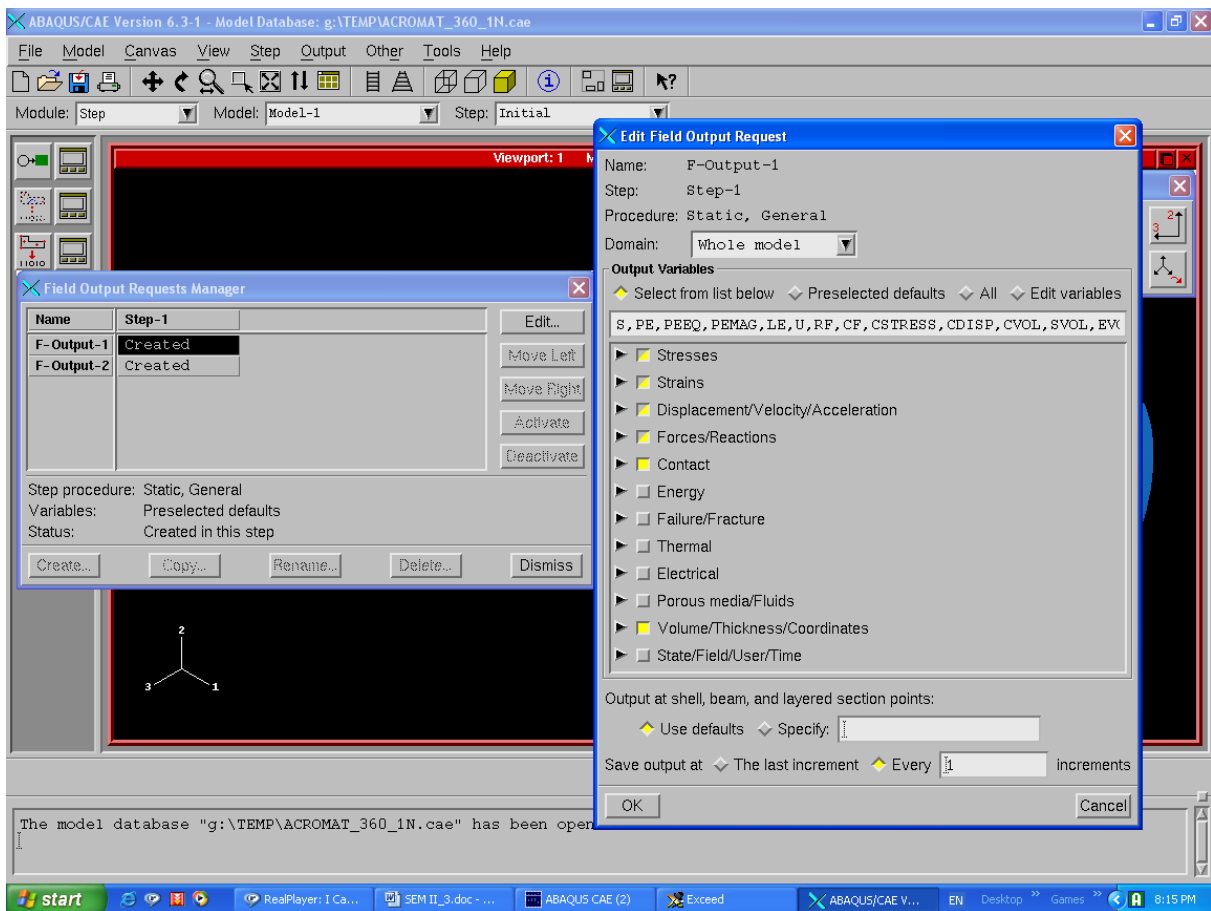 ABAQUS/CAE Version 6.3-1 - Model Database: g:\TEMP\ACROMAT_360_1N.cae
File Model Canvas View Step Output Other Tools Help
Module: Step Model: Model-1 Step: Initial
Viewport: 1
Edit Field Output Request
Name: F-Output-1
Step: Step-1
Procedure: Static, General
Domain: Whole model
Output Variables
Select from list below Preselected defaults All Edit variables
S,PE,PEEQ,PEMAG,LE,U,RF,CF,CSTRESS,CDISP,CVOL,SVOL,EV
Stresses
Strains
Displacement/Velocity/Acceleration
Forces/Reactions
Contact
Energy
Failure/Fracture
Thermal
Electrical
Porous media/Fluids
Volume/Thickness/Coordinates
State/Field/User/Time
Output at shell, beam, and layered section points:
Use defaults Specify:
Save output at The last increment Every 1 increments
OK Cancel
Field Output Requests Manager
Name Step-1
F-Output-1 Created
F-Output-2 Created
Edit...
Move Left
Move Right
Activate
Deactivate
Step procedure: Static, General
Variables: Preselected defaults
Status: Created in this step
Create... Copy... Rename... Delete... Dismiss
2
3 1
2
3
The model database "g:\TEMP\ACROMAT_360_1N.cae" has been open
start RealPlayer: I Ca... SEM II_3.doc - ... ABAQUS CAE (2) Exceed ABAQUS/CAE V... EN Desktop » Games » 8:15 PM